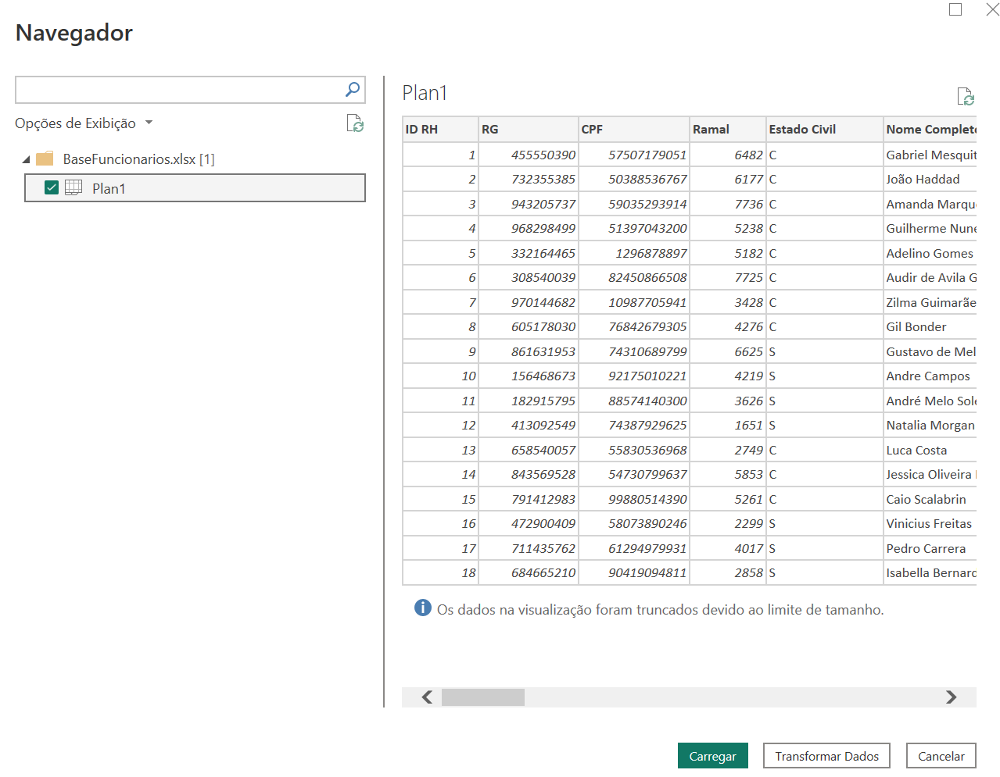 Navegador
Opções de Exibição
BaseFuncionarios.xlsx [1]
Plan1
Plan1
ID RH RG CPF Ramal Estado Civil Nome Complet
1 455550390 57507179051 6482 C Gabriel Mesquit
2 732355385 50388536767 6177 C João Haddad
3 943205737 59035293914 7736 C Amanda Marqu
4 968298499 51397043200 5238 C Guilherme Nune
5 332164465 1296878897 5182 C Adelino Gomes
6 308540039 82450866508 7725 C Audir de Avila G
7 970144682 10987705941 3428 C Zilma Guimarãe
8 605178030 76842679305 4276 C Gil Bonder
9 861631953 74310689799 6625 S Gustavo de Mel
10 156468673 92175010221 4219 S Andre Campos
11 182915795 88574140300 3626 S André Melo Sol
12 413092549 74387929625 1651 S Natalia Morgan
13 658540057 55830536968 2749 C Luca Costa
14 843569528 54730799637 5853 C Jessica Oliveira
15 791412983 99880514390 5261 C Caio Scalabrin
16 472900409 58073890246 2299 S Vinicius Freitas
17 711435762 61294979931 4017 S Pedro Carrera
18 684665210 90419094811 2858 S Isabella Bernard
Os dados na visualização foram truncados devido ao limite de tamanho.
Carregar Transformar Dados Cancelar